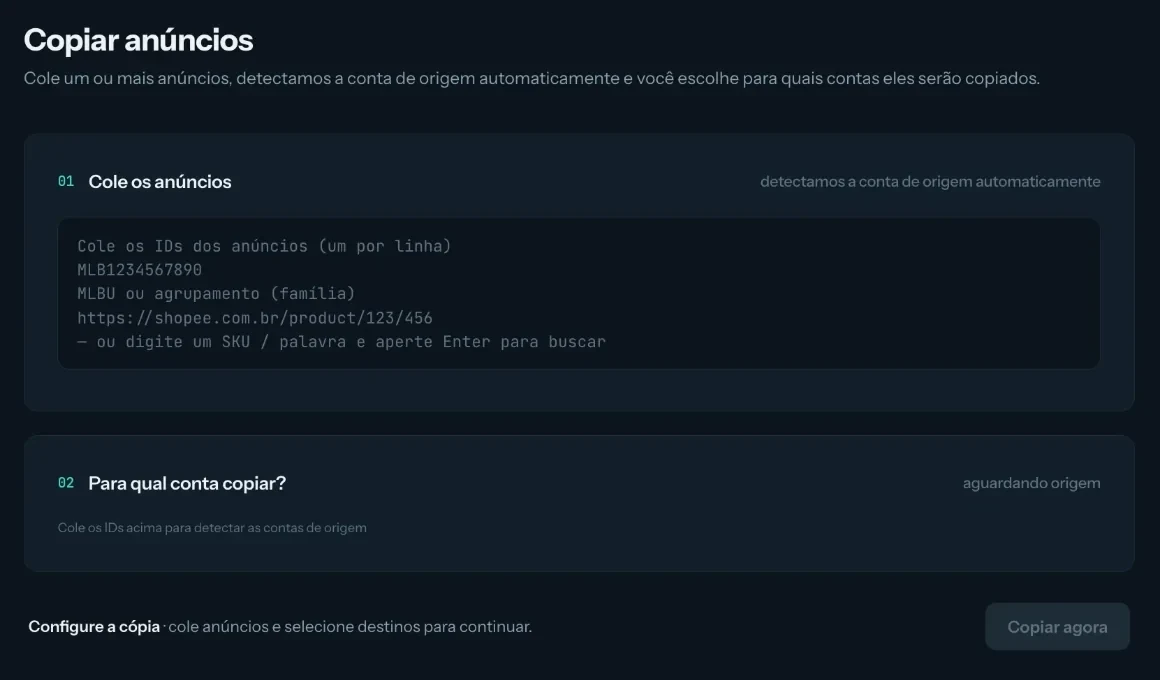 Copiar anúncios
Cole um ou mais anúncios, detectamos a conta de origem automaticamente e você escolhe para quais contas eles serão copiados.
01 Cole os anúncios
detectamos a conta de origem automaticamente
Cole os IDs dos anúncios (um por linha)
MLB1234567890
MLBU ou agrupamento (família)
https://shopee.com.br/product/123/456
— ou digite um SKU / palavra e aperte Enter para buscar
02 Para qual conta copiar?
aguardando origem
Cole os IDs acima para detectar as contas de origem
Configure a cópia · cole anúncios e selecione destinos para continuar.
Copiar agora